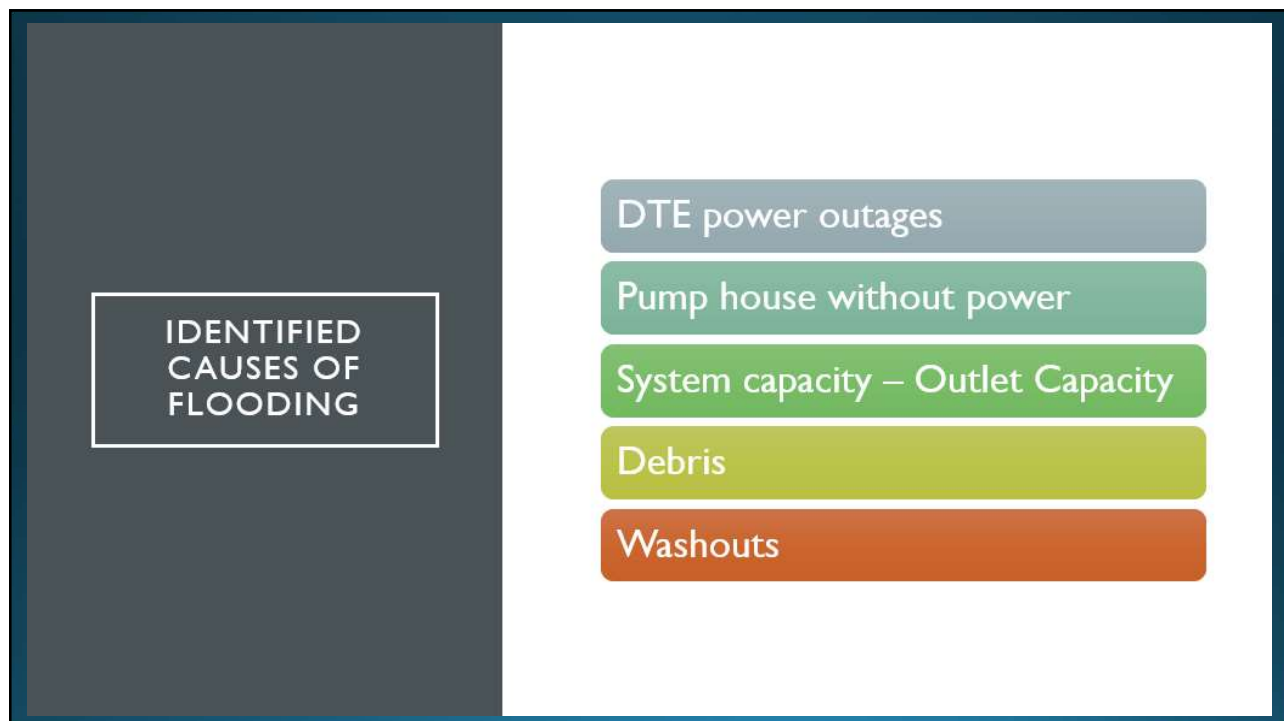 IDENTIFIED
CAUSES OF
FLOODING
DTE power outages
Pump house without power
System capacity – Outlet Capacity
Debris
Washouts